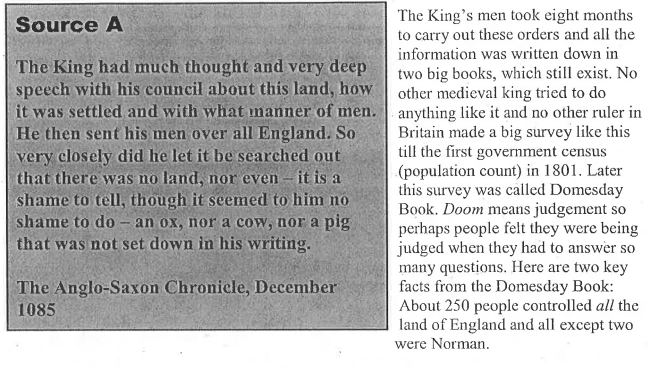 Source A
The King had much thought and very deep
speech with his council about this land, how
it was settled and with what manner of men.
He then sent his men over all England. So
very closely did he let it be searched out
that there was no land, nor even – it is a
shame to tell, though it seemed to him no
shame to do – an ox, nor a cow, nor a pig
that was not set down in his writing.
The Anglo-Saxon Chronicle, December
1085
The King's men took eight months
to carry out these orders and all the
information was written down in
two big books, which still exist. No
other medieval king tried to do
anything like it and no other ruler in
Britain made a big survey like this
till the first government census
(population count) in 1801. Later
this survey was called Domesday
Book. Doom means judgement so
perhaps people felt they were being
judged when they had to answer so
many questions. Here are two key
facts from the Domesday Book:
About 250 people controlled all the
land of England and all except two
were Norman.